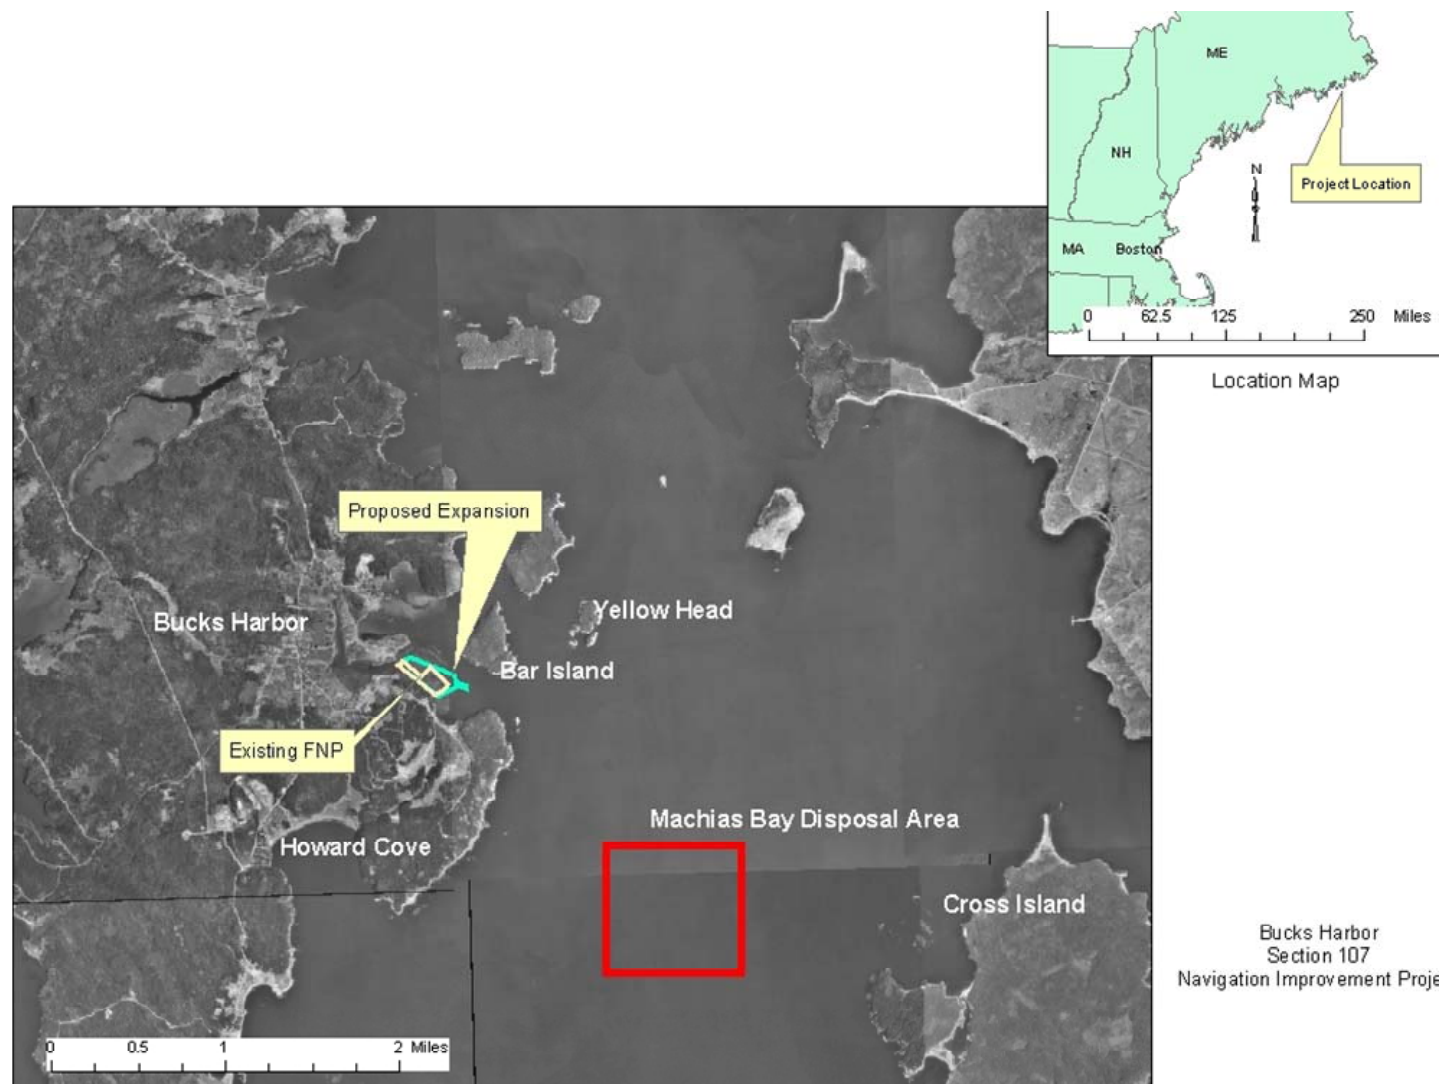 ME
NH
N
Project Location
MA
Boston
0 62.5 125 250 Miles
Location Map
Proposed Expansion
Bucks Harbor
Yellow Head
Bar Island
Existing FNP
Machias Bay Disposal Area
Howard Cove
Cross Island
Bucks Harbor
Section 107
Navigation Improvement Proje
0 0.5 1 2 Miles